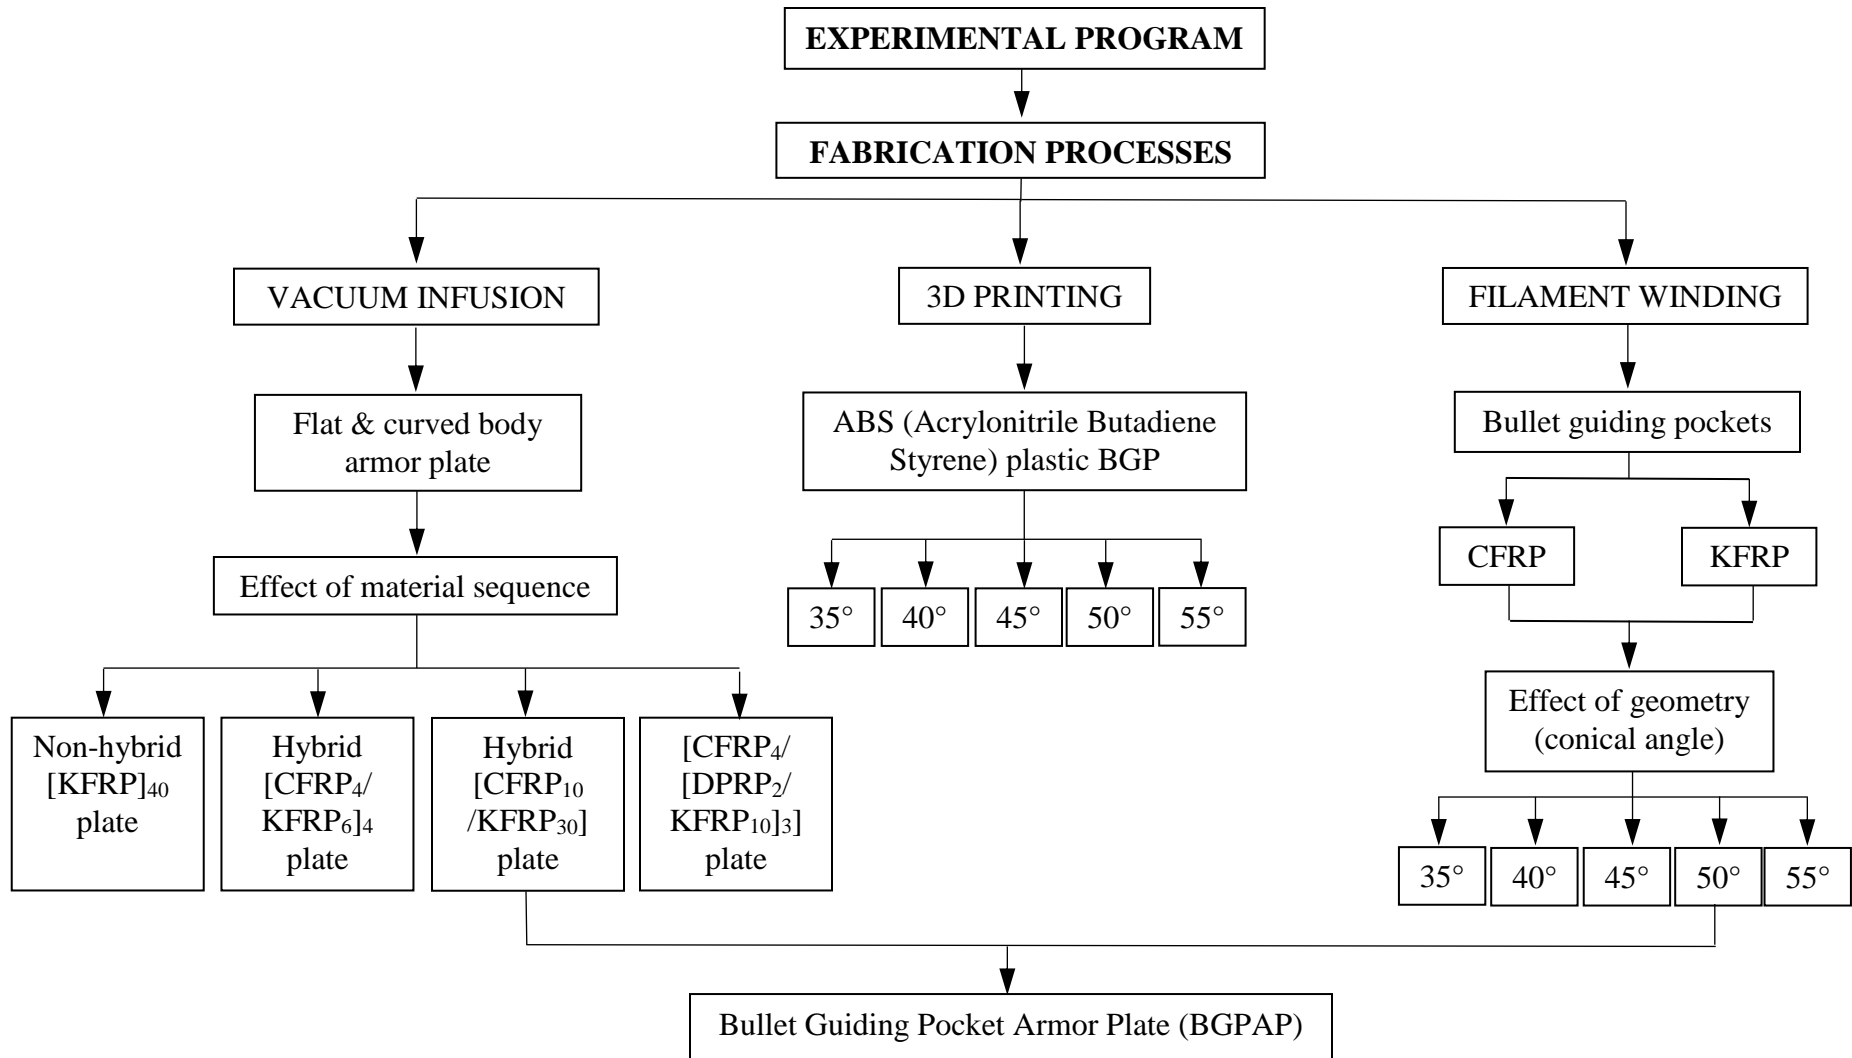 EXPERIMENTAL PROGRAM
FABRICATION PROCESSES
VACUUM INFUSION
3D PRINTING
FILAMENT WINDING
Flat & curved body
armor plate
ABS (Acrylonitrile Butadiene
Styrene) plastic BGP
Bullet guiding pockets
CFRP
KFRP
Effect of material sequence
35°
40°
45°
50°
55°
Effect of geometry
(conical angle)
Non-hybrid
[KFRP]₄₀
plate
Hybrid
[CFRP₄/
KFRP₆]₄
plate
Hybrid
[CFRP₁₀
/KFRP₃₀]
plate
[CFRP₄/
[DPRP₂/
KFRP₁₀]₃]
plate
35°
40°
45°
50°
55°
Bullet Guiding Pocket Armor Plate (BGPAP)